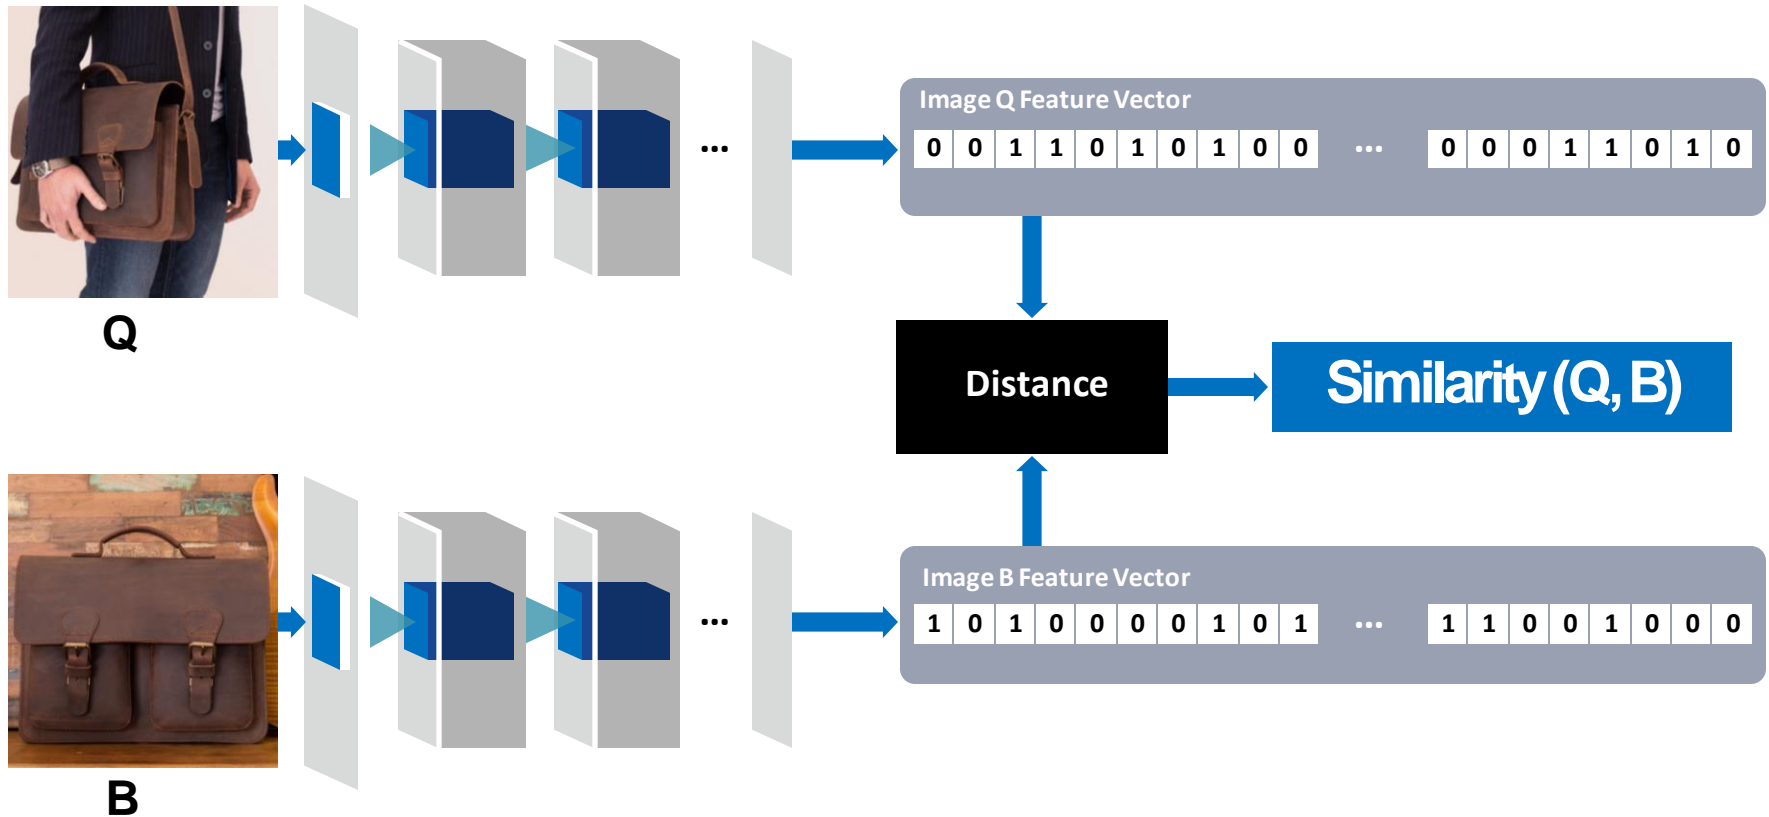 Q
...
Image Q Feature Vector
0 0 1 1 0 1 0 1 0 0 ... 0 0 0 1 1 0 1 0
Distance
Similarity (Q, B)
B
...
Image B Feature Vector
1 0 1 0 0 0 0 1 0 1 ... 1 1 0 0 1 0 0 0